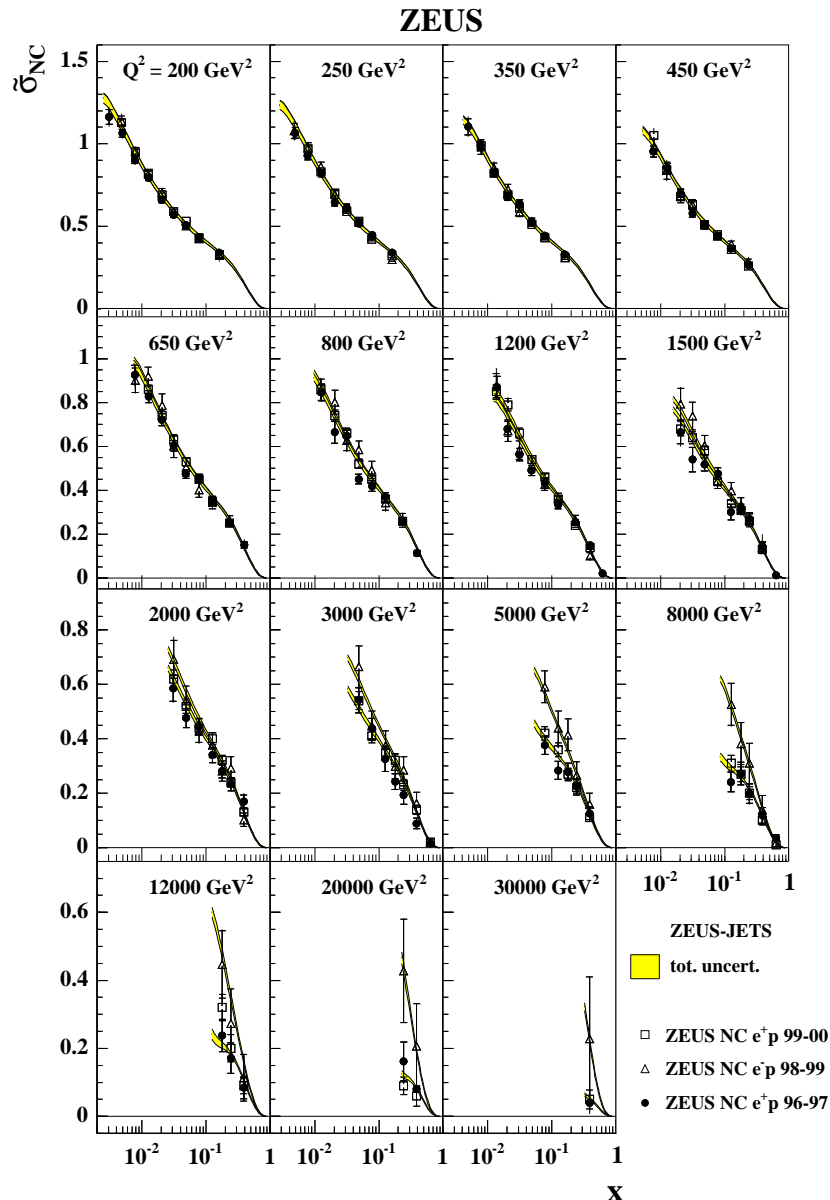 ZEUS
σ̃NC
Q² = 200 GeV²
250 GeV²
350 GeV²
450 GeV²
1.5
1
0.5
0
650 GeV²
800 GeV²
1200 GeV²
1500 GeV²
1
0.8
0.6
0.4
0.2
0
2000 GeV²
3000 GeV²
5000 GeV²
8000 GeV²
0.8
0.6
0.4
0.2
0
10⁻² 10⁻¹ 1
12000 GeV²
20000 GeV²
30000 GeV²
0.6
0.4
0.2
0
ZEUS-JETS
tot. uncert.
ZEUS NC e⁺p 99-00
ZEUS NC e⁻p 98-99
ZEUS NC e⁺p 96-97
10⁻² 10⁻¹ 1 10⁻² 10⁻¹ 1 10⁻² 10⁻¹ 1
x